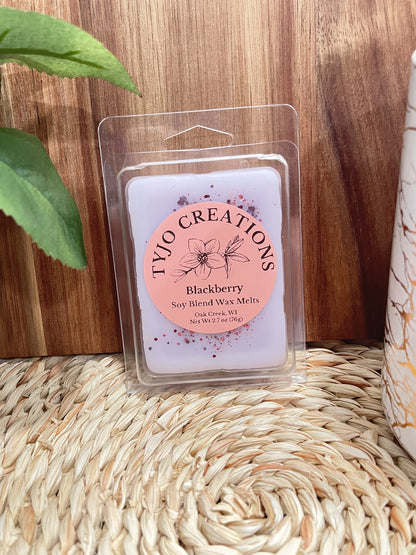 TYJO CREATIONS
Blackberry
Soy Blend Wax Melts
Oak Creek, WI
Net Wt 2.7 oz (76g)